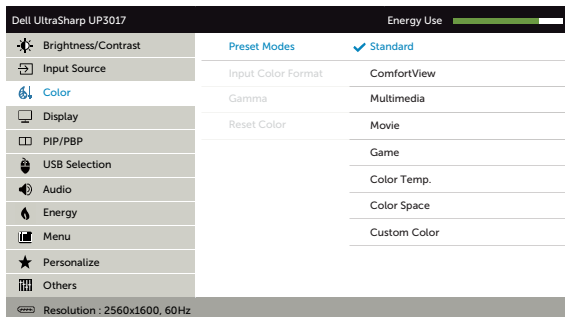 Dell UltraSharp UP3017 Energy Use
Brightness/Contrast Preset Modes Standard
Input Source Input Color Format ComfortView
Color Gamma Multimedia
Display Reset Color Movie
PIP/PBP Game
USB Selection Color Temp.
Audio Color Space
Energy Custom Color
Menu
Personalize
Others
Resolution : 2560x1600, 60Hz